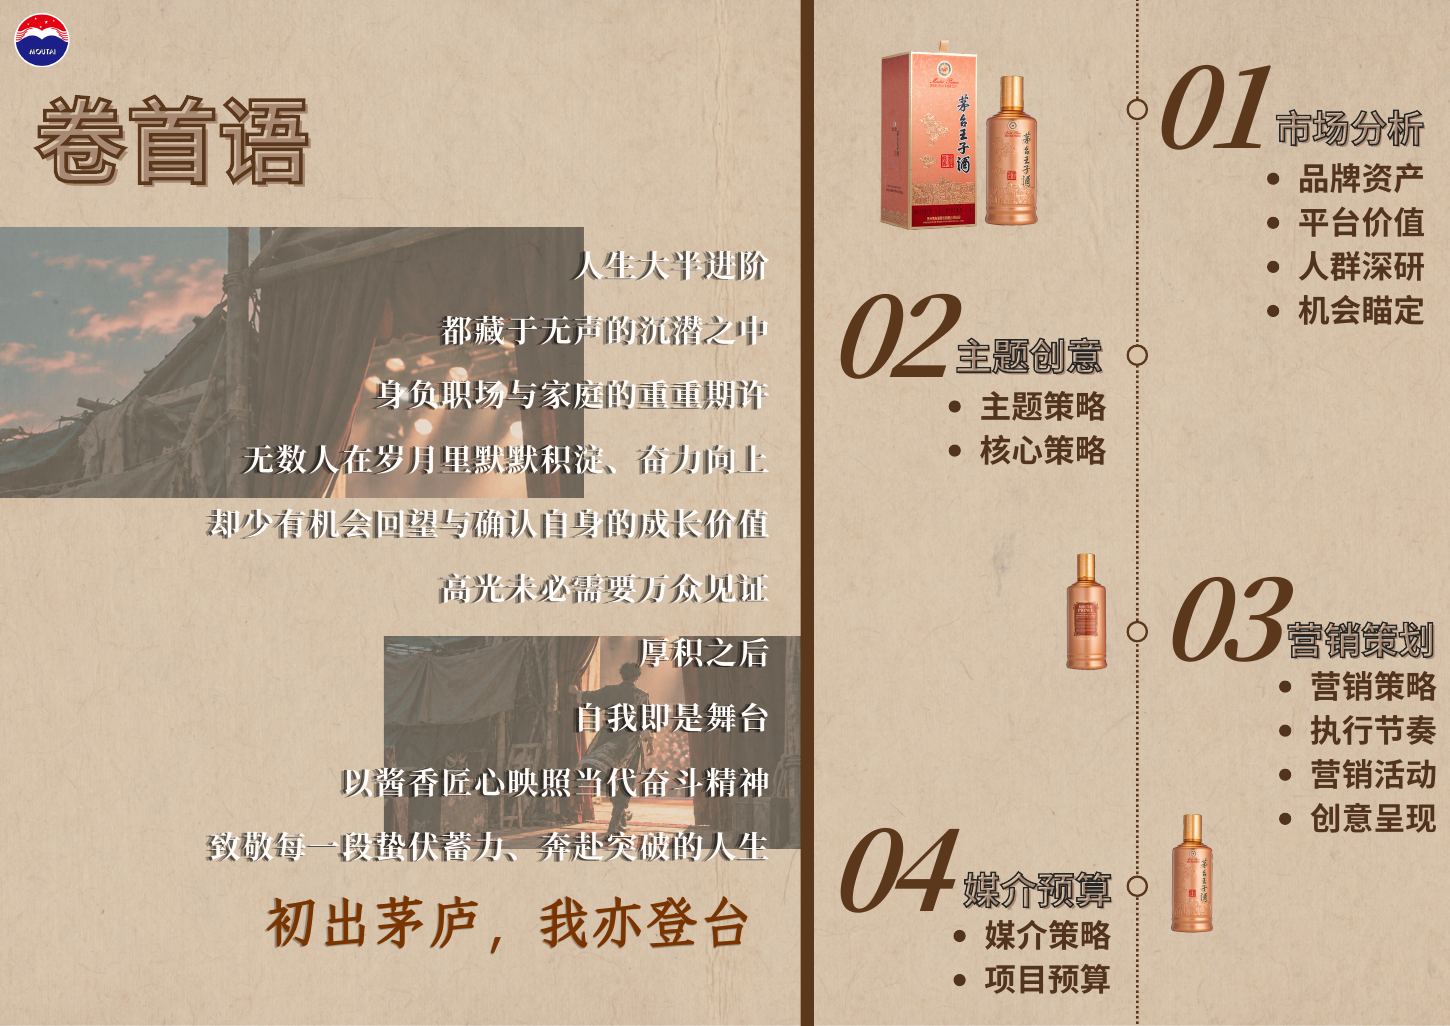 MOUTAI
卷首语
人生大半进阶
都藏于无声的沉潜之中
身负职场与家庭的重重期许
无数人在岁月里默默积淀、奋力向上
却少有机会回望与确认自身的成长价值
高光未必需要万众见证
厚积之后
自我即是舞台
以酱香匠心映照当代奋斗精神
致敬每一段蛰伏蓄力、奔赴突破的人生
初出茅庐，我亦登台
茅台王子酒
茅台王子酒
01 市场分析
• 品牌资产
• 平台价值
• 人群深研
• 机会瞄定
02 主题创意
• 主题策略
• 核心策略
03 营销策划
• 营销策略
• 执行节奏
• 营销活动
• 创意呈现
04 媒介预算
• 媒介策略
• 项目预算
茅台王子酒